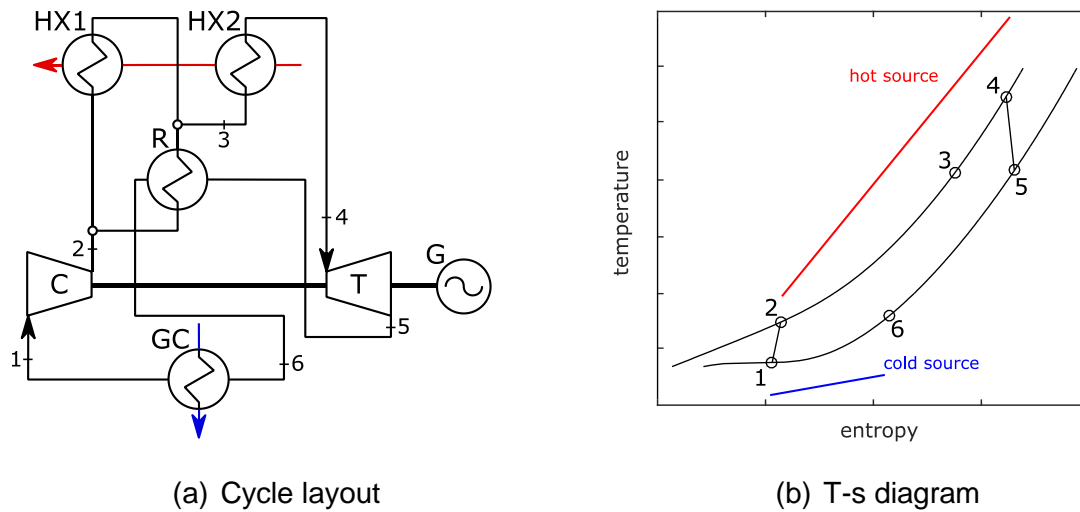 HX1
HX2
R
3
2
4
C
T
G
5
1
GC
6
(a) Cycle layout
temperature
hot source
4
3
5
2
6
1
cold source
entropy
(b) T-s diagram